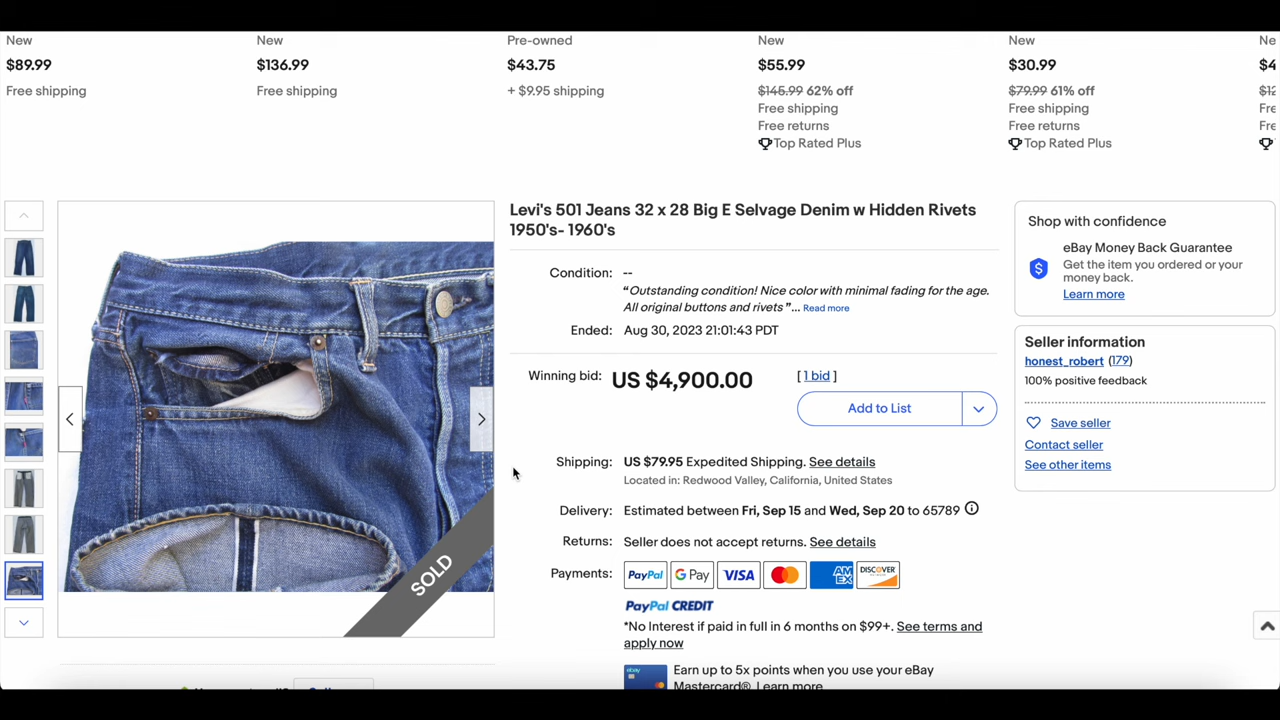 New
$89.99
Free shipping
New
$136.99
Free shipping
Pre-owned
$43.75
+ $9.95 shipping
New
$55.99
$145.99 62% off
Free shipping
Free returns
Top Rated Plus
New
$30.99
$79.99 61% off
Free shipping
Free returns
Top Rated Plus
Levi's 501 Jeans 32 x 28 Big E Selvage Denim w Hidden Rivets
1950's- 1960's
Condition: --
“Outstanding condition! Nice color with minimal fading for the age.
All original buttons and rivets”... Read more
Ended: Aug 30, 2023 21:01:43 PDT
Winning bid: US $4,900.00 [ 1 bid ]
Add to List
Shipping: US $79.95 Expedited Shipping. See details
Located in: Redwood Valley, California, United States
Delivery: Estimated between Fri, Sep 15 and Wed, Sep 20 to 65789
Returns: Seller does not accept returns. See details
Payments: PayPal G Pay VISA AM EX DISCOVER
PayPal CREDIT
*No Interest if paid in full in 6 months on $99+. See terms and
apply now
ebay
Earn up to 5x points when you use your eBay
Mastercard®. Learn more
SOLD
Shop with confidence
eBay Money Back Guarantee
Get the item you ordered or your
money back.
Learn more
Seller information
honest_robert (179)
100% positive feedback
Save seller
Contact seller
See other items